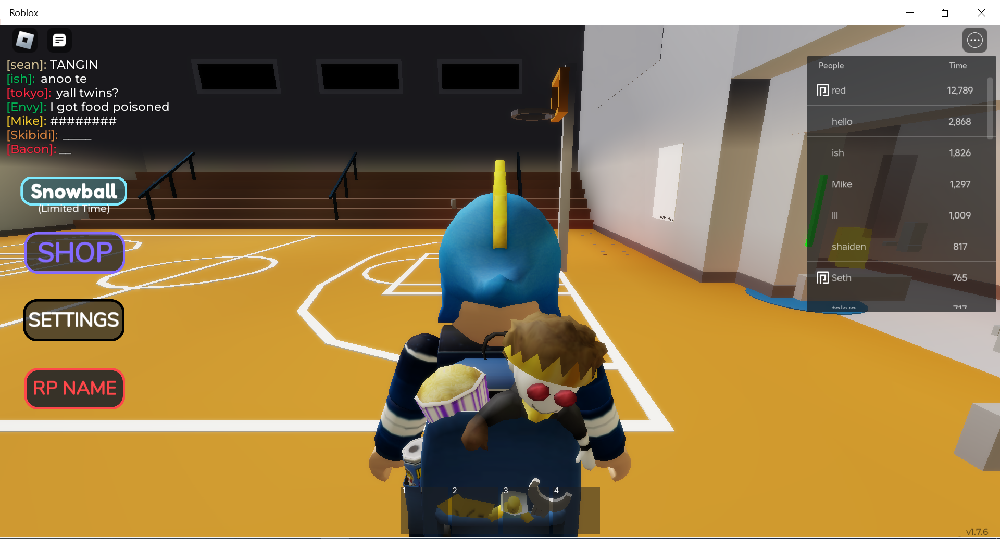 Roblox
[sean]: TANGIN
[ish]: anoo te
[tokyo]: yall twins?
[Envy]: I got food poisoned
[Mike]: ########
[Skibidi]: _____
[Bacon]: __
Snowball
(Limited Time)
SHOP
SETTINGS
RP NAME
People Time
red 12,789
hello 2,868
ish 1,826
Mike 1,297
lll 1,009
shaiden 817
Seth 765
tokyo 717
1 2 3 4
v1.7.6